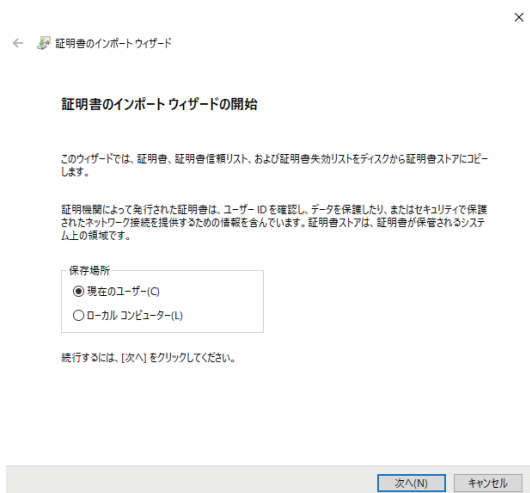 証明書のインポート ウィザード
証明書のインポート ウィザードの開始
このウィザードでは、証明書、証明書信頼リスト、および証明書失効リストをディスクから証明書ストアにコピー
します。
証明機関によって発行された証明書は、ユーザー ID を確認し、データを保護したり、またはセキュリティで保護
されたネットワーク接続を提供するための情報を含んでいます。証明書ストアは、証明書が保管されるシステ
ム上の領域です。
保存場所
現在のユーザー(C)
ローカル コンピューター(L)
続行するには、[次へ] をクリックしてください。
次へ(N)
キャンセル